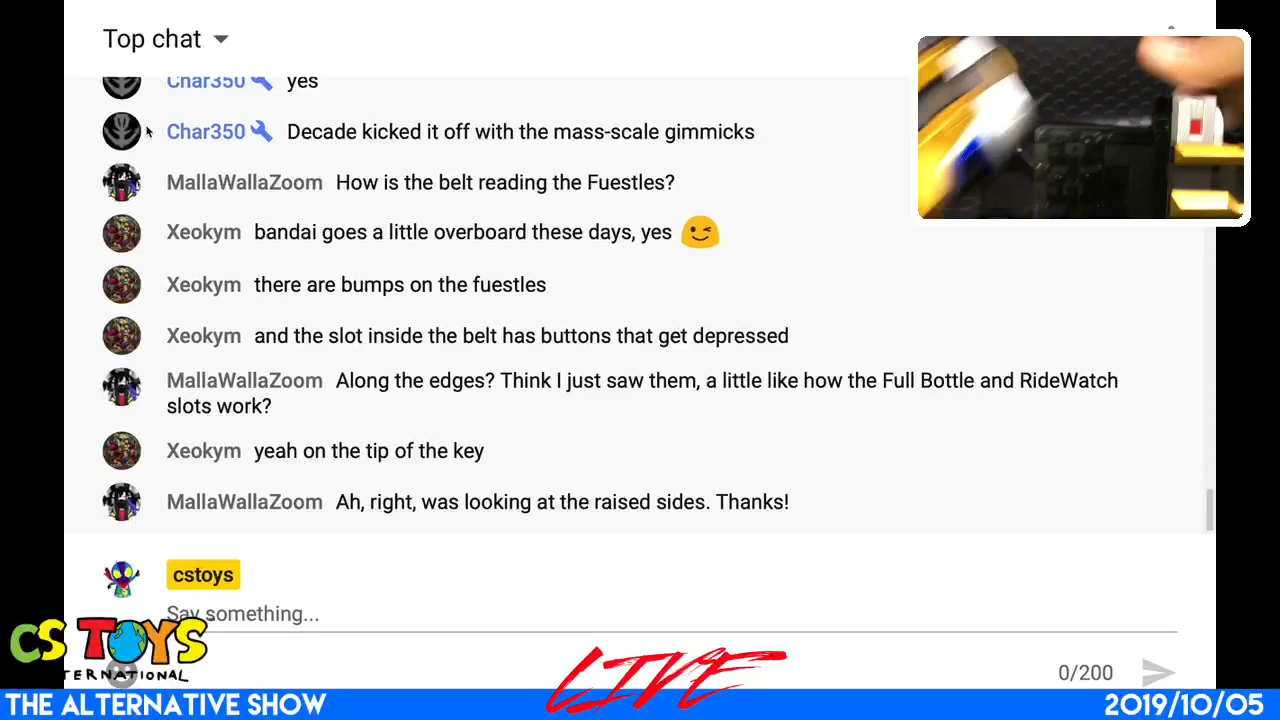 Top chat
Char350 yes
Char350 Decade kicked it off with the mass-scale gimmicks
MallaWallaZoom How is the belt reading the Fuestles?
Xeokym bandai goes a little overboard these days, yes
Xeokym there are bumps on the fuestles
Xeokym and the slot inside the belt has buttons that get depressed
MallaWallaZoom Along the edges? Think I just saw them, a little like how the Full Bottle and RideWatch
slots work?
Xeokym yeah on the tip of the key
MallaWallaZoom Ah, right, was looking at the raised sides. Thanks!
cstoys
Say something...
CS TOYS
TERNATIONAL
LIVE
0/200
THE ALTERNATIVE SHOW
2019/10/05